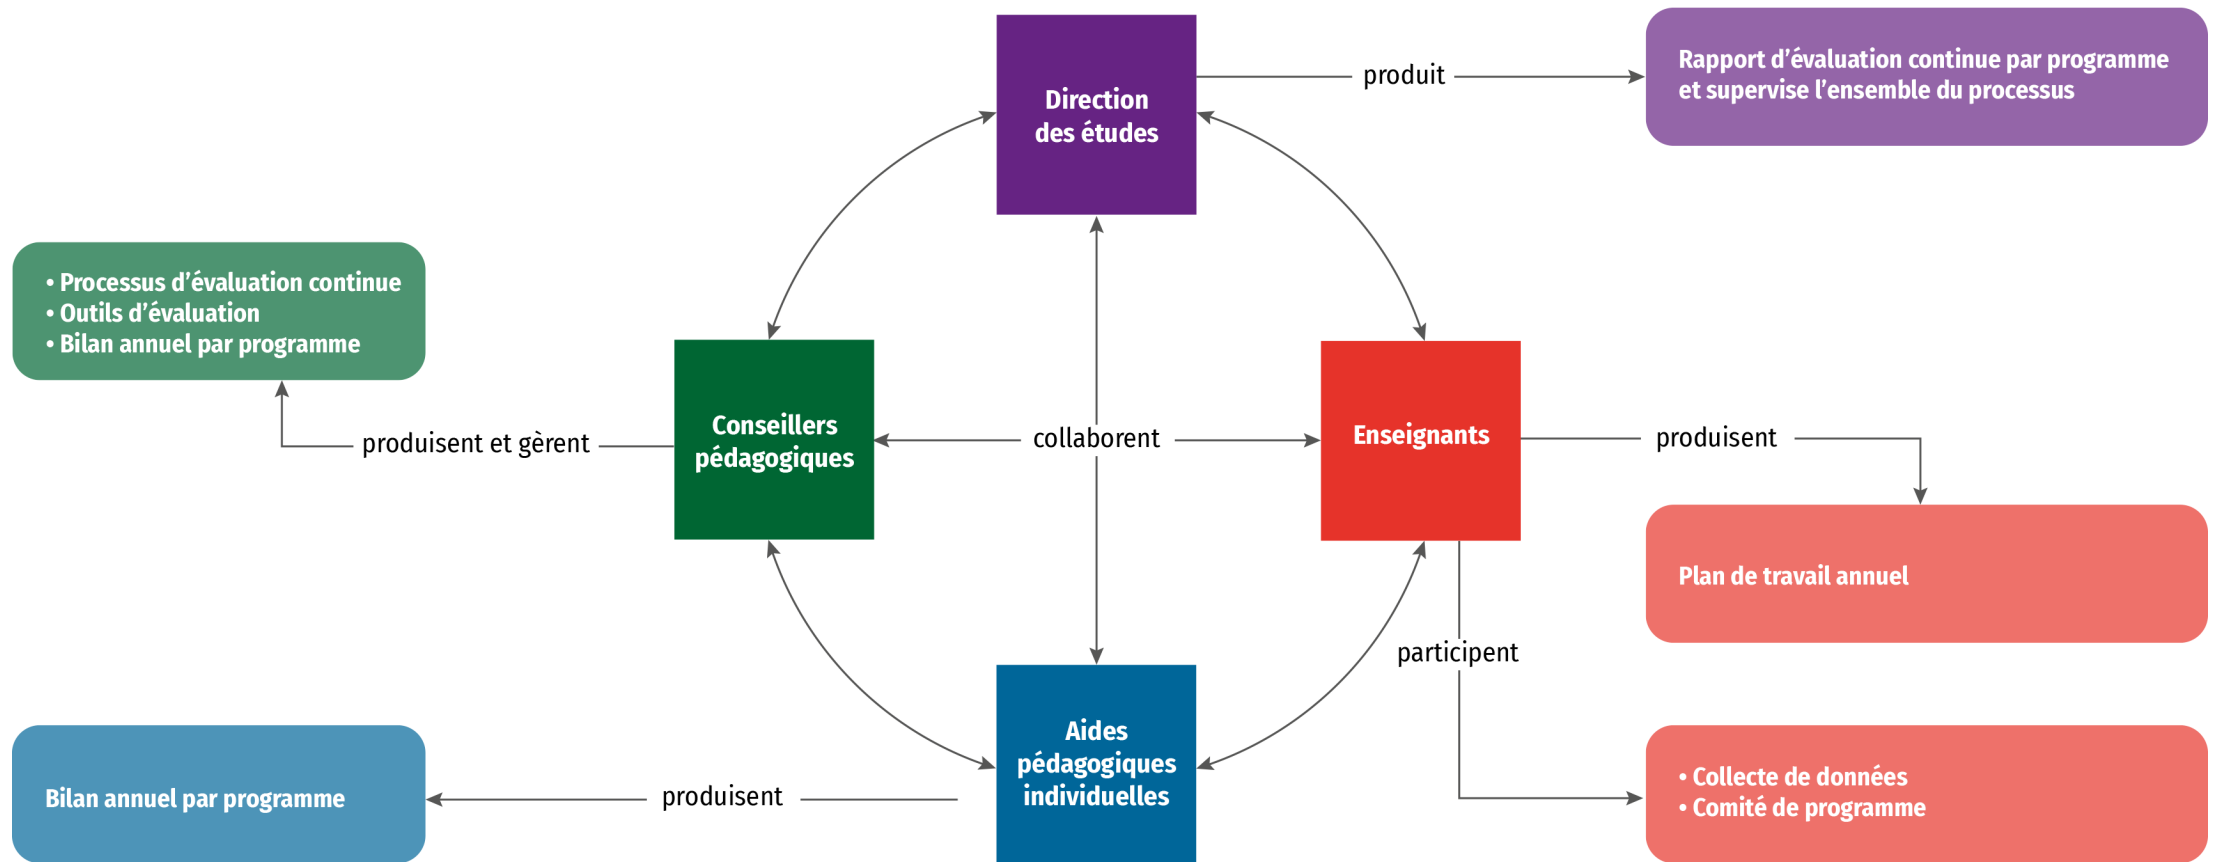 Direction
des études
produit
Rapport d’évaluation continue par programme
et supervise l’ensemble du processus
• Processus d’évaluation continue
• Outils d’évaluation
• Bilan annuel par programme
produisent et gèrent
Conseillers
pédagogiques
collaborent
Enseignants
produisent
Plan de travail annuel
participent
• Collecte de données
• Comité de programme
Aides
pédagogiques
individuelles
produisent
Bilan annuel par programme